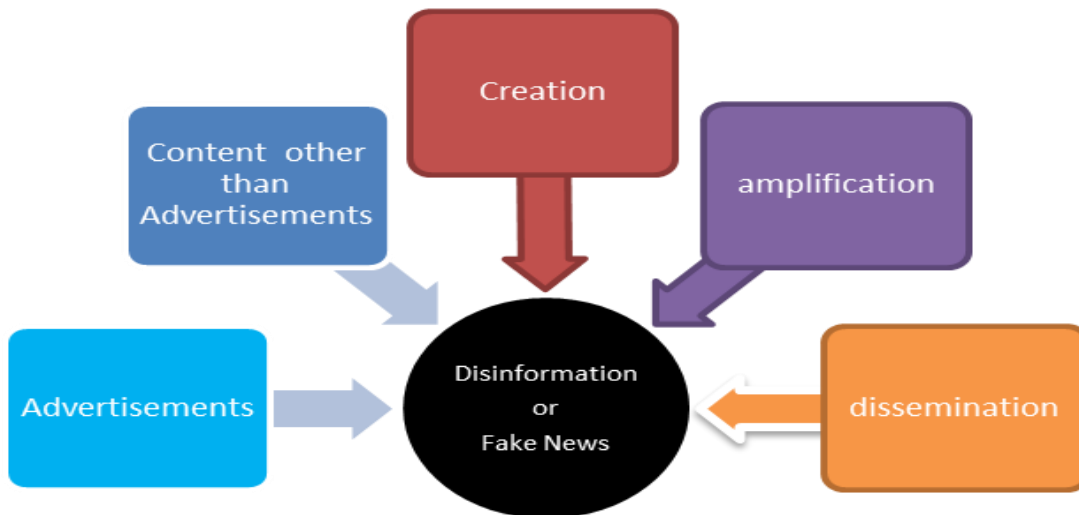 Creation
Content other
than
Advertisements
amplification
Disinformation
or
Fake News
Advertisements
dissemination